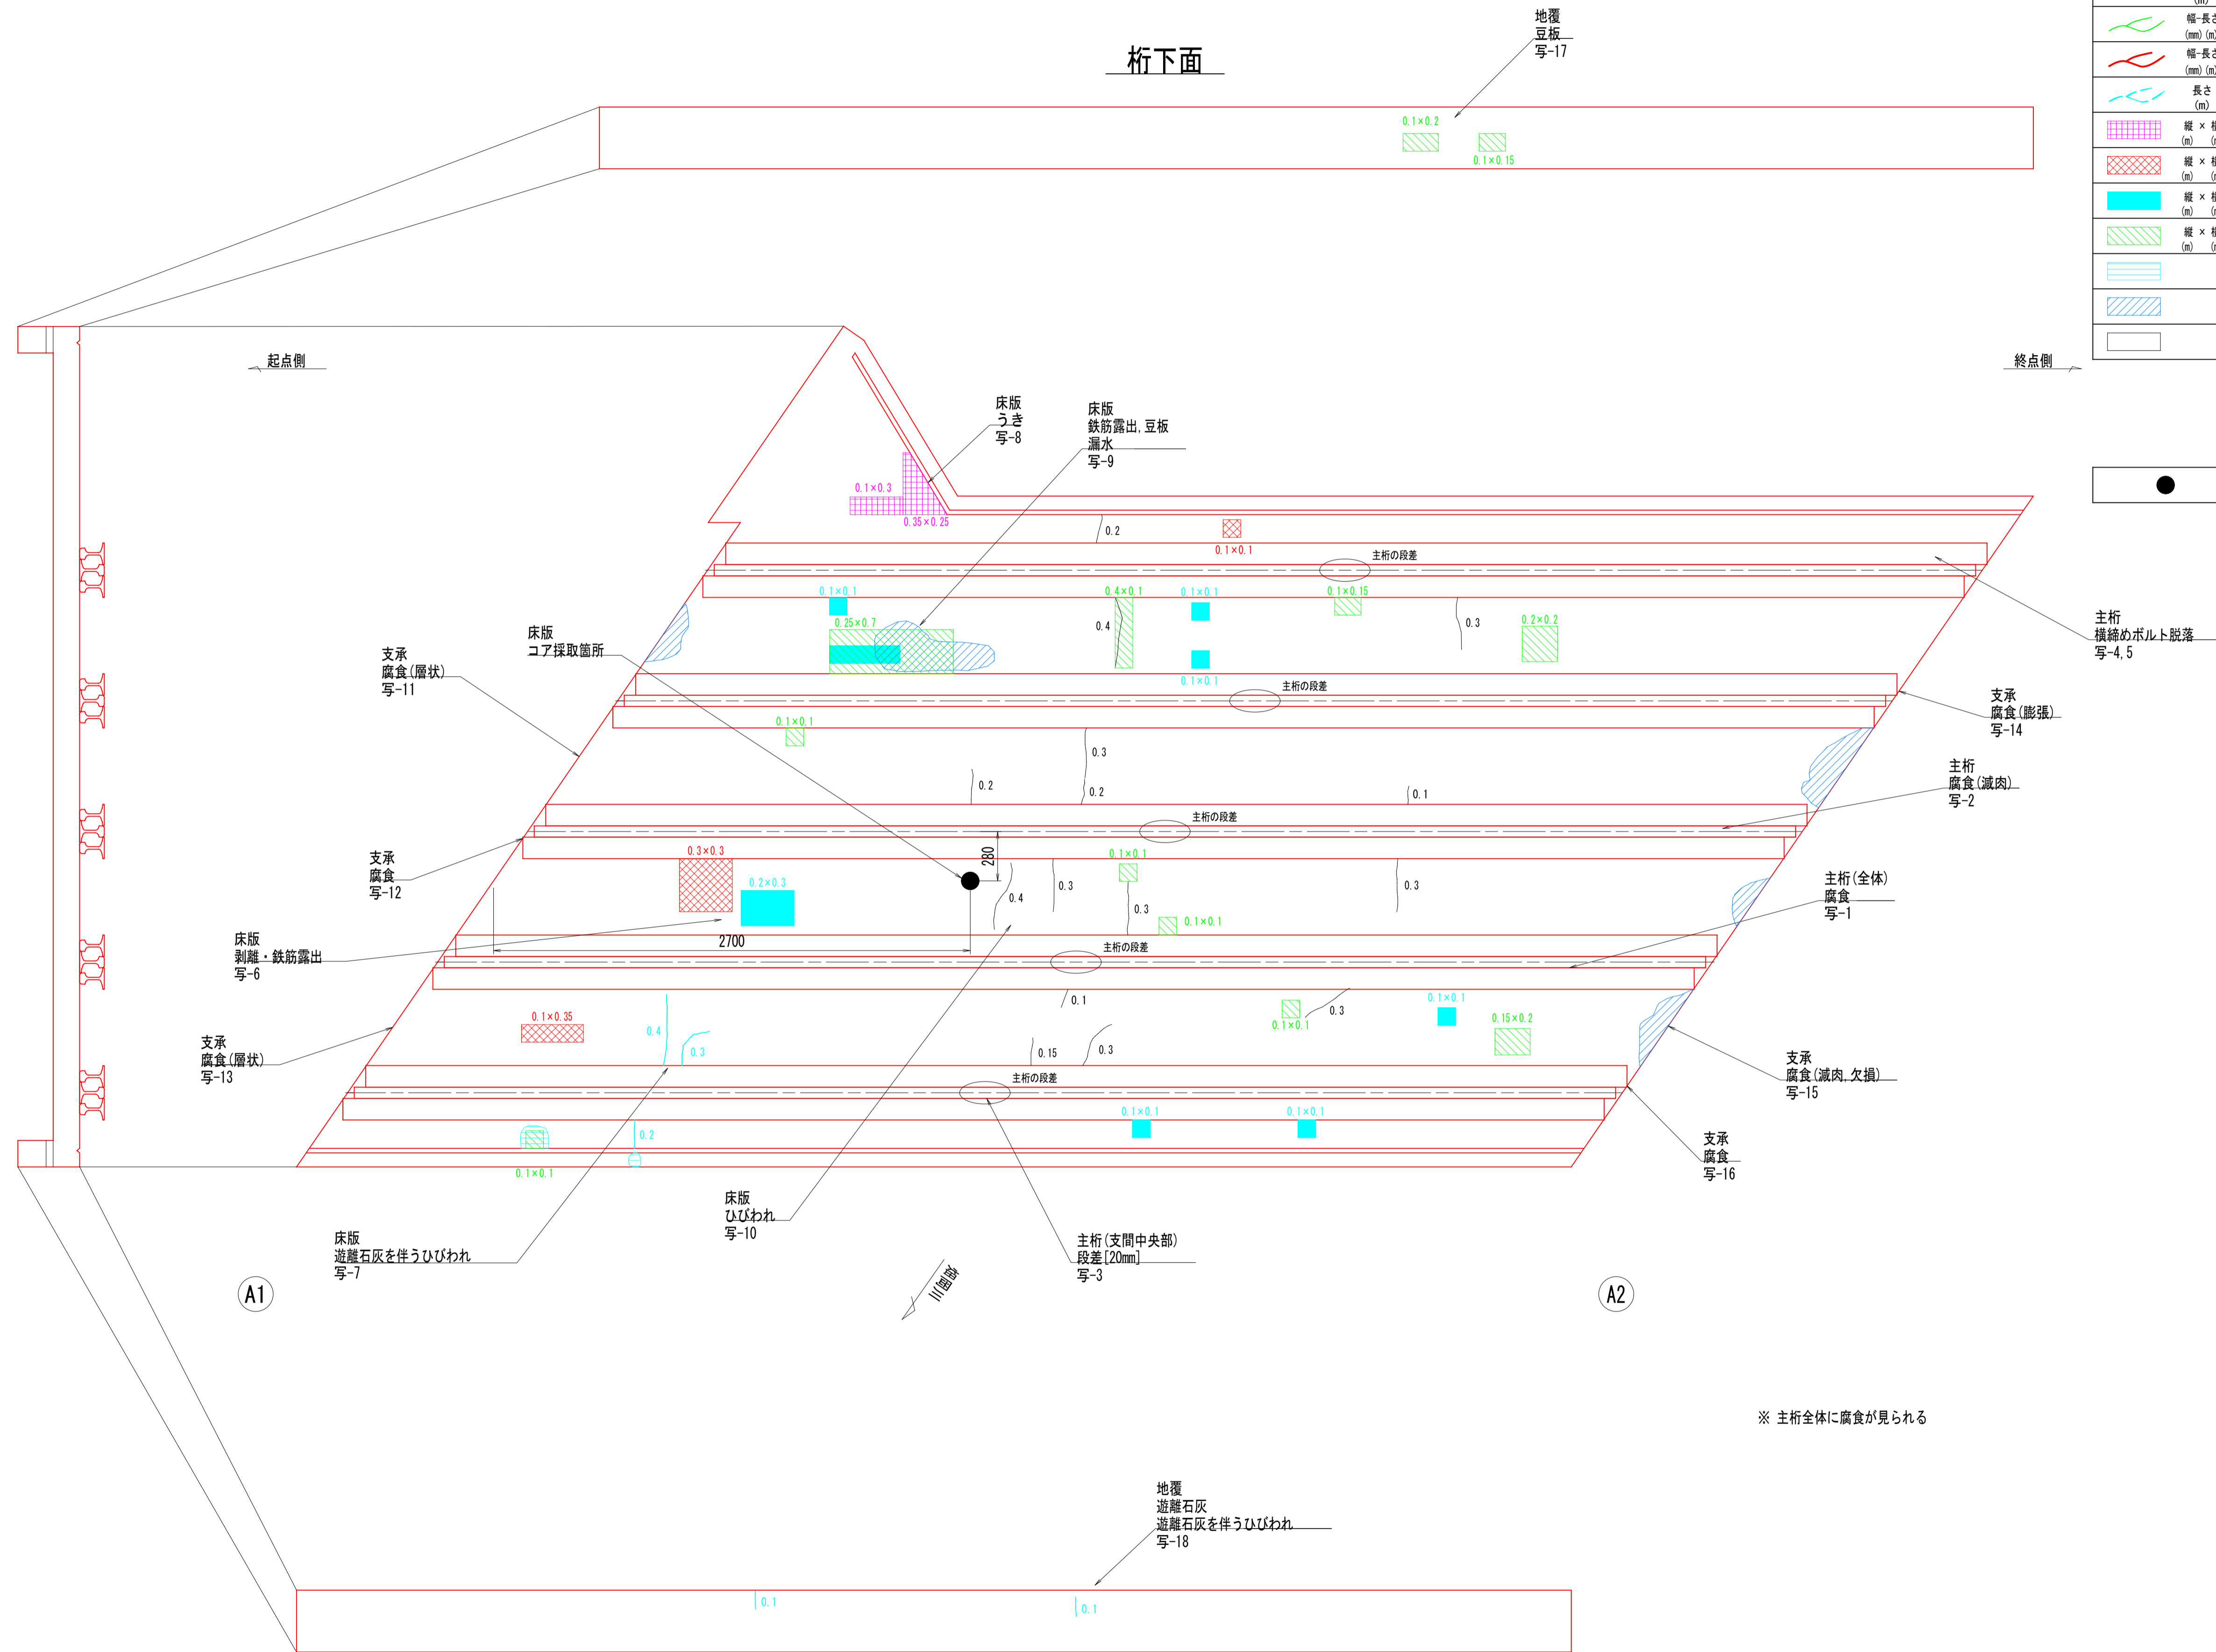 桁下面
地覆
豆板
写-17
(m)
幅-長さ
(mm)(m)
幅-長さ
(mm)(m)
長さ
(m)
縦 × 横
(m)
縦 × 横
(m)
縦 × 横
(m)
縦 × 横
(m)
0.1×0.2
0.1×0.15
起点側
終点側
床版
うき
写-8
床版
鉄筋露出,豆板
漏水
写-9
0.1×0.3
0.35×0.25
0.2
0.1×0.1
主桁の段差
0.1×0.1
0.4×0.1
0.1×0.1
0.1×0.15
0.25×0.7
0.4
0.3
0.2×0.2
0.1×0.1
床版
コア採取箇所
支承
腐食(層状)
写-11
主桁
横締めボルト脱落
写-4,5
主桁の段差
支承
腐食(膨張)
写-14
0.1×0.1
0.3
0.2
0.2
0.1
主桁
腐食(減肉)
写-2
主桁の段差
280
0.3×0.3
0.1×0.1
支承
腐食
写-12
0.2×0.3
0.4
0.3
0.3
0.3
0.1×0.1
主桁(全体)
腐食
写-1
床版
剥離・鉄筋露出
写-6
2700
主桁の段差
0.1
0.1×0.1
0.3
0.1×0.1
0.15×0.2
0.1×0.35
0.4
0.3
0.15
0.3
支承
腐食(層状)
写-13
支承
腐食(減肉,欠損)
写-15
主桁の段差
0.1×0.1
0.1×0.1
0.2
0.1×0.1
支承
腐食
写-16
床版
ひびわれ
写-10
床版
遊離石灰を伴うひびわれ
写-7
主桁(支間中央部)
段差[20mm]
写-3
A1
A2
※ 主桁全体に腐食が見られる
地覆
遊離石灰
遊離石灰を伴うひびわれ
写-18
0.1
0.1